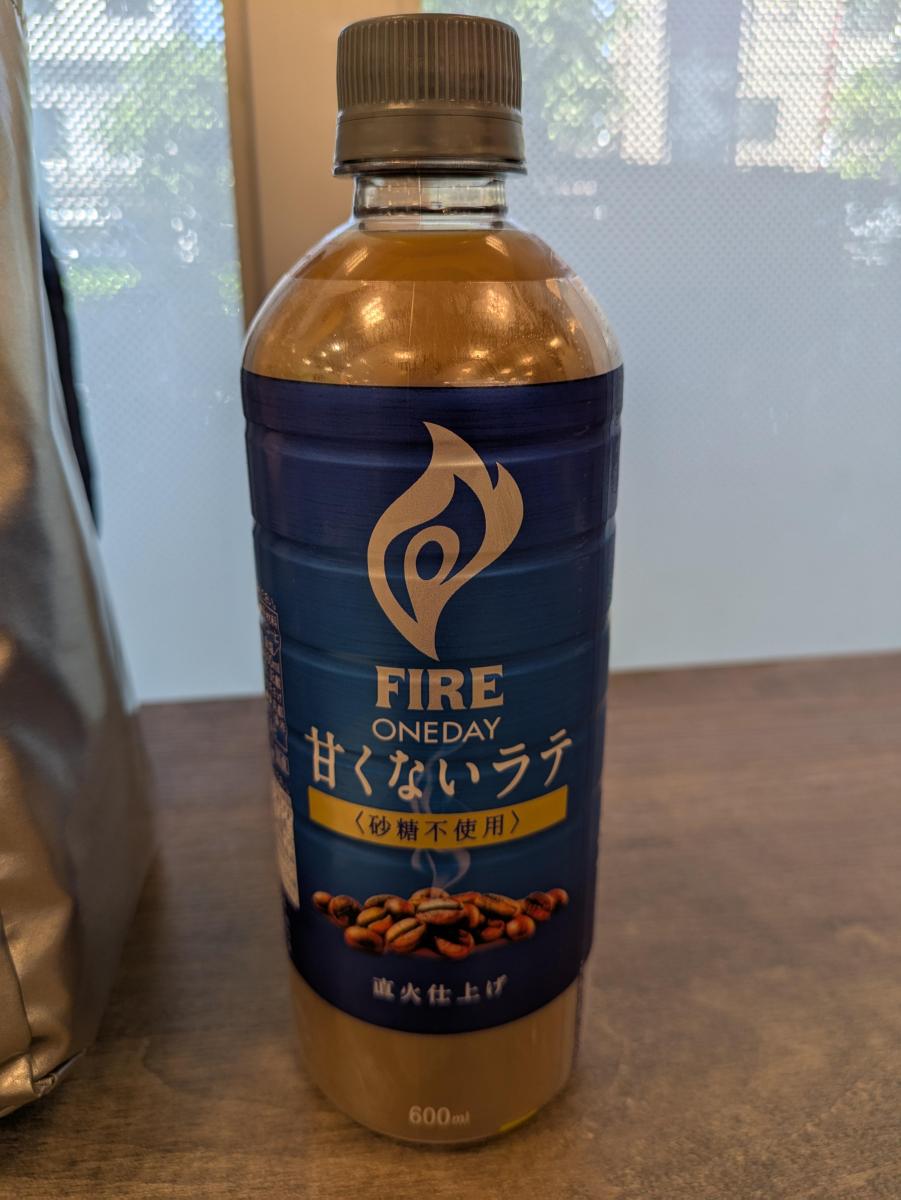 FIRE
ONEDAY
甘くないラテ
〈砂糖不使用〉
直火仕上げ
600ml